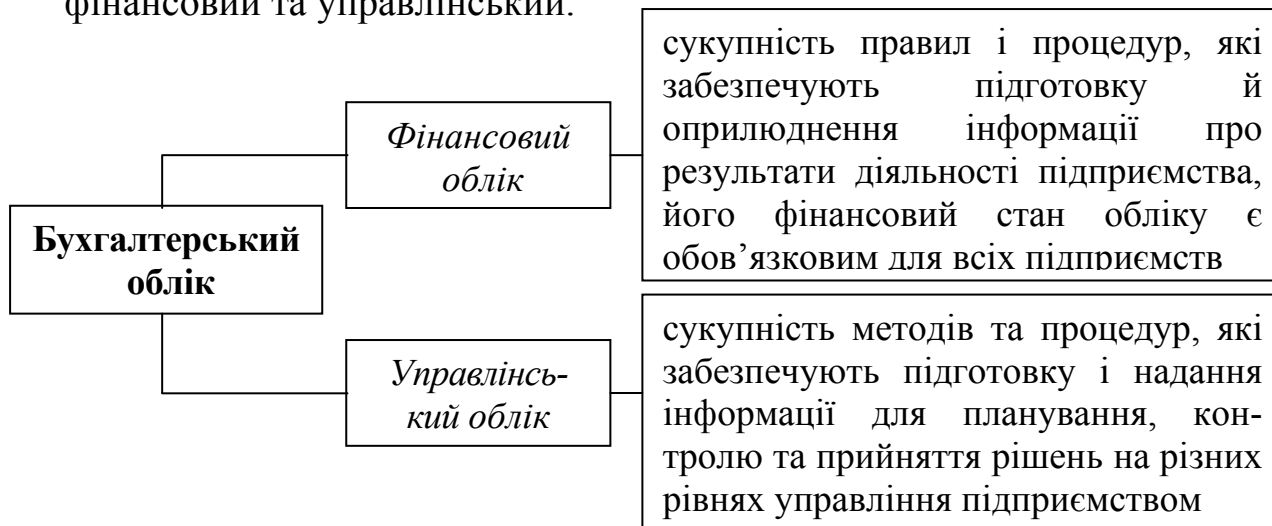 фінансовий та управлінський.
Бухгалтерський
облік
Фінансовий
облік
сукупність правил і процедур, які
забезпечують підготовку й
оприлюднення інформації про
результати діяльності підприємства,
його фінансовий стан обліку є
обов’язковим для всіх підприємств
Управлінсь-
кий облік
сукупність методів та процедур, які
забезпечують підготовку і надання
інформації для планування, кон-
тролю та прийняття рішень на різних
рівнях управління підприємством